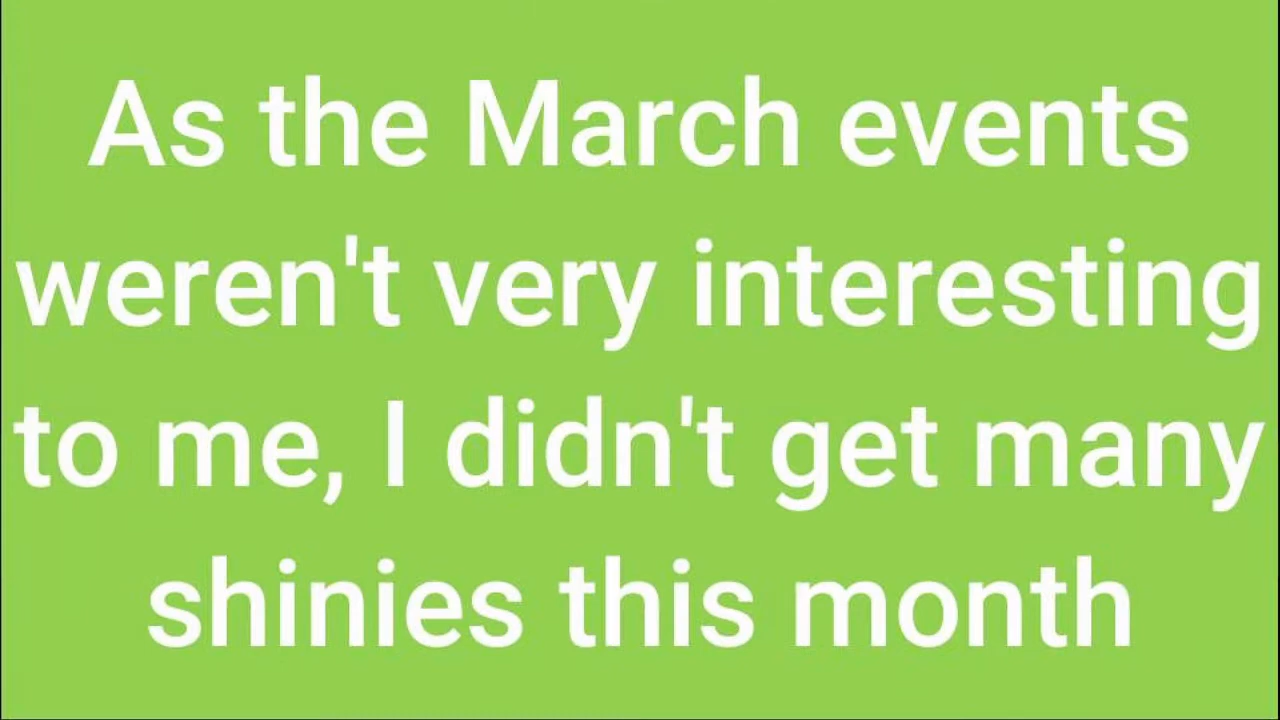 As the March events
weren't very interesting
to me, I didn't get many
shinies this month